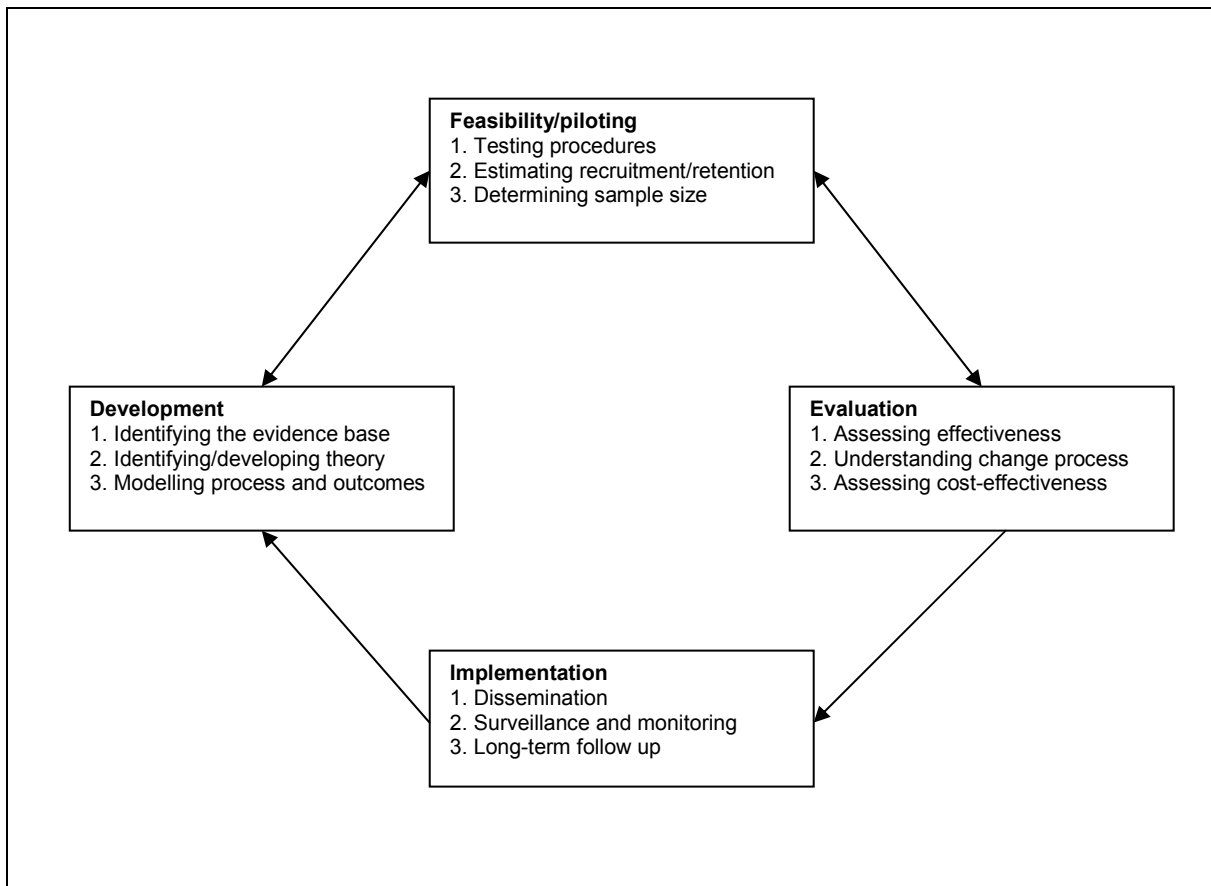 Feasibility/piloting
1. Testing procedures
2. Estimating recruitment/retention
3. Determining sample size
Development
1. Identifying the evidence base
2. Identifying/developing theory
3. Modelling process and outcomes
Evaluation
1. Assessing effectiveness
2. Understanding change process
3. Assessing cost-effectiveness
Implementation
1. Dissemination
2. Surveillance and monitoring
3. Long-term follow up